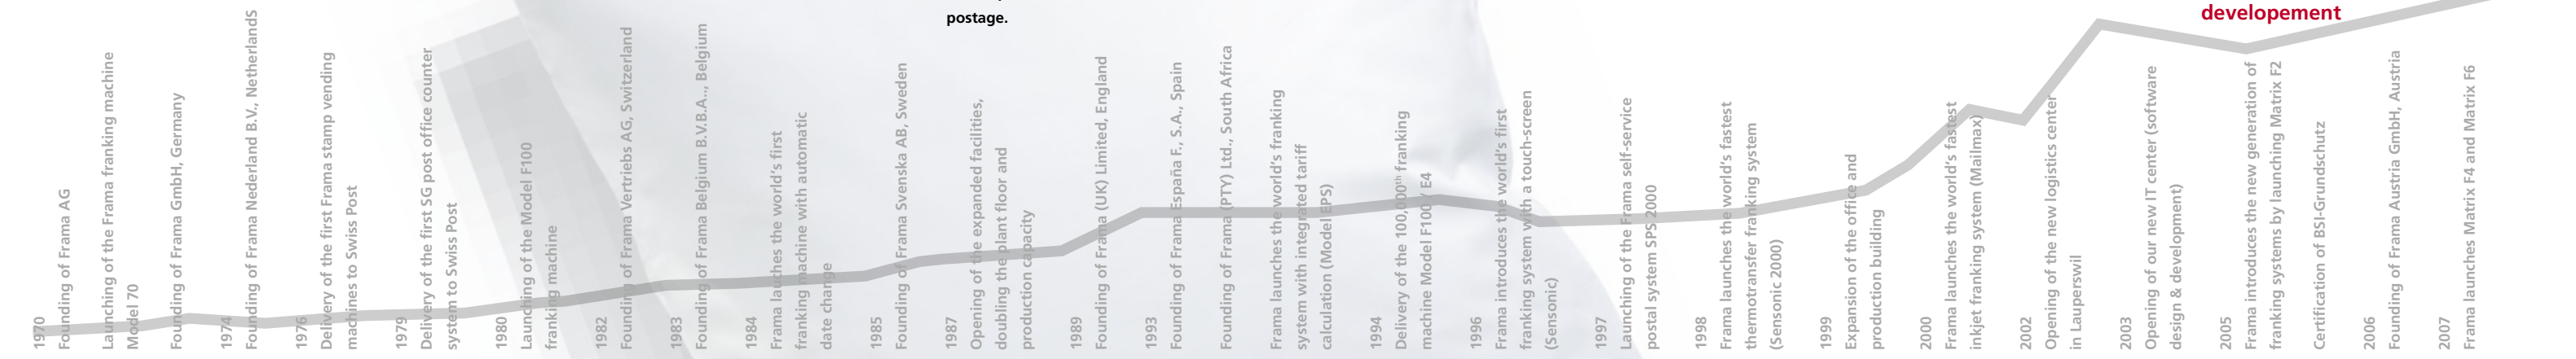 postage.
developement
1970
Founding of Frama AG
Launching of the Frama franking machine
Model 70
Founding of Frama GmbH, Germany
1974
Founding of Frama Nederland B.V., Netherlands
1976
Delivery of the first Frama stamp vending
machines to Swiss Post
1979
Delivery of the first SG post office counter
system to Swiss Post
1980
Launching of the Model F100
franking machine
1982
Founding of Frama Vertriebs AG, Switzerland
1983
Founding of Frama Belgium B.V.B.A.., Belgium
1984
Frama lauches the world's first
franking machine with automatic
date change
1985
Founding of Frama Svenska AB, Sweden
1987
Opening of the expanded facilities,
doubling the plant floor and
production capacity
1989
Founding of Frama (UK) Limited, England
1993
Founding of Frama España F., S.A., Spain
Founding of Frama (PTY) Ltd., South Africa
Frama launches the world's franking
system with integrated tariff
calculation (Model EPS)
1994
Delivery of the 100,000th franking
machine Model F100 / E4
1996
Frama introduces the world's first
franking system with a touch-screen
(Sensonic)
1997
Launching of the Frama self-service
postal system SPS 2000
1998
Frama launches the world's fastest
thermotransfer franking system
(Sensonic 2000)
1999
Expansion of the office and
production building
2000
Frama launches the world's fastest
inkjet franking system (Mailmax)
2002
Opening of the new logistics center
in Lauperswil
2003
Opening of our new IT center (software
design & development)
2005
Frama introduces the new generation of
franking systems by launching Matrix F2
Certification of BSI-Grundschutz
2006
Founding of Frama Austria GmbH, Austria
2007
Frama launches Matrix F4 and Matrix F6